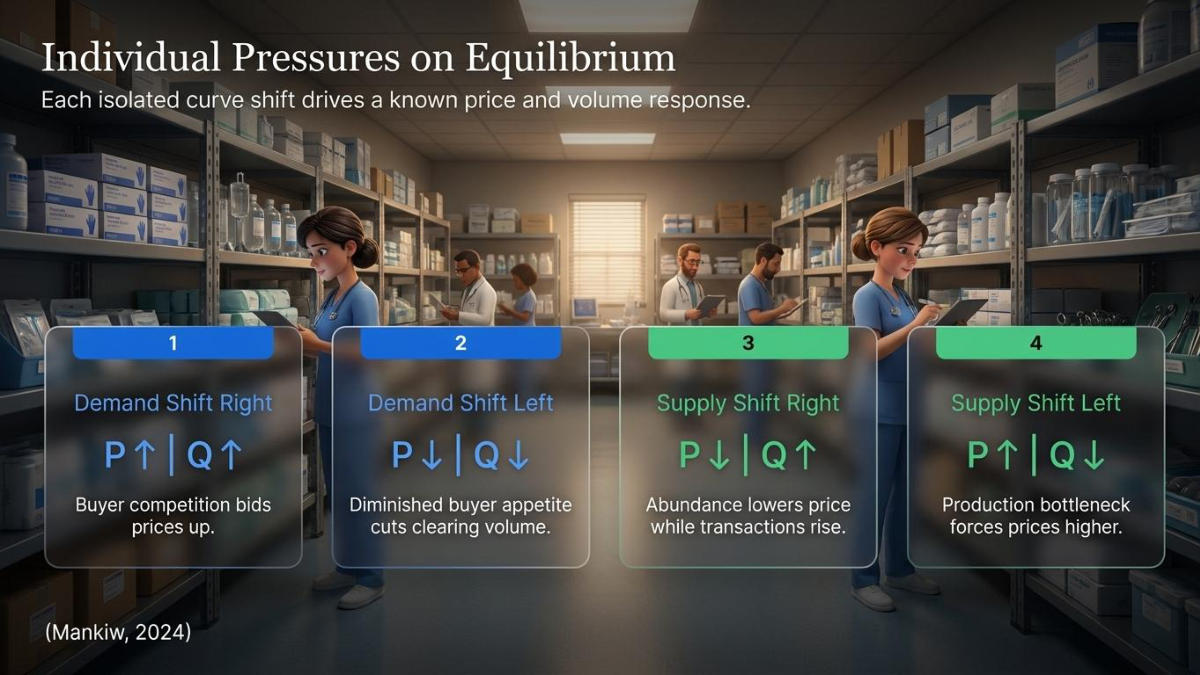 Individual Pressures on Equilibrium
Each isolated curve shift drives a known price and volume response.
1
Demand Shift Right
P↑|Q↑
Buyer competition bids
prices up.
2
Demand Shift Left
P↓|Q↓
Diminished buyer appetite
cuts clearing volume.
3
Supply Shift Right
P↓|Q↑
Abundance lowers price
while transactions rise.
4
Supply Shift Left
P↑|Q↓
Production bottleneck
forces prices higher.
(Mankiw, 2024)